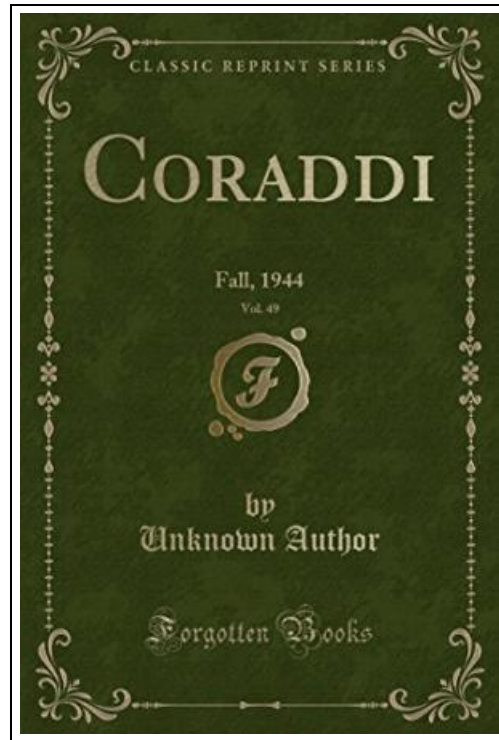 CLASSIC REPRINT SERIES
CORADDI
Fall, 1944
Vol. 49
F
by
Unknown Author
Forgotten Books